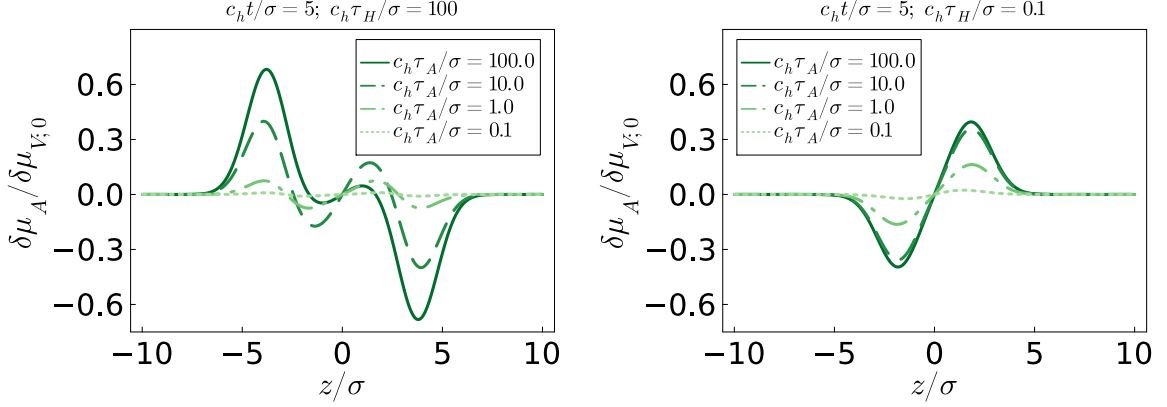 c_h t/σ = 5; c_h τ_H/σ = 100
δμ_A/δμ_{V;0}
0.6
0.3
0.0
−0.3
−0.6
c_h τ_A/σ = 100.0
c_h τ_A/σ = 10.0
c_h τ_A/σ = 1.0
c_h τ_A/σ = 0.1
−10
−5
0
5
10
z/σ
c_h t/σ = 5; c_h τ_H/σ = 0.1
δμ_A/δμ_{V;0}
0.6
0.3
0.0
−0.3
−0.6
c_h τ_A/σ = 100.0
c_h τ_A/σ = 10.0
c_h τ_A/σ = 1.0
c_h τ_A/σ = 0.1
−10
−5
0
5
10
z/σ